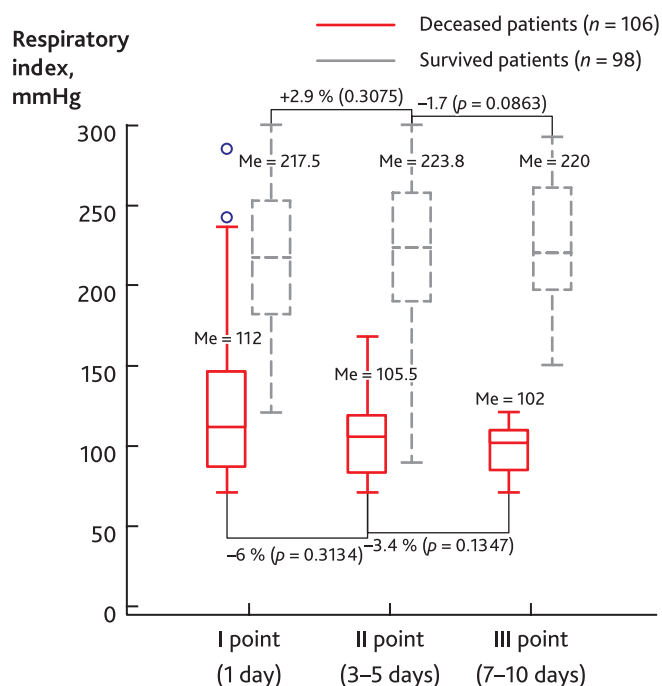 Respiratory
index,
mmHg
Deceased patients (n = 106)
Survived patients (n = 98)
+2.9 % (0.3075)
–1.7 (p = 0.0863)
300
250
200
150
100
50
0
Me = 217.5
Me = 223.8
Me = 220
Me = 112
Me = 105.5
Me = 102
–6 % (p = 0.3134)
–3.4 % (p = 0.1347)
I point
(1 day)
II point
(3–5 days)
III point
(7–10 days)